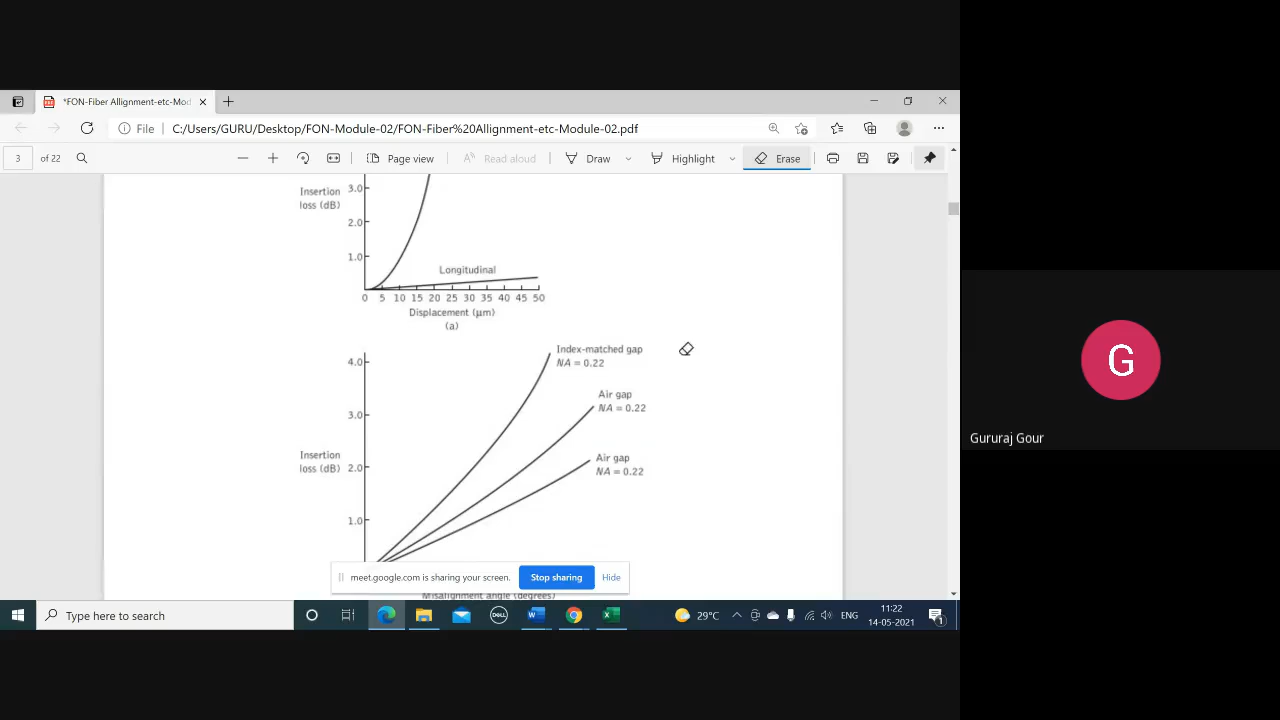 *FON-Fiber Allignment-etc-Mod
File
C:/Users/GURU/Desktop/FON-Module-02/FON-Fiber%20Allignment-etc-Module-02.pdf
3 of 22
Page view
Read aloud
Draw
Highlight
Erase
Insertion
loss (dB)
3.0
2.0
1.0
Longitudinal
0 5 10 15 20 25 30 35 40 45 50
Displacement (μm)
(a)
Index-matched gap
NA = 0.22
4.0
Air gap
NA = 0.22
3.0
Insertion
loss (dB)
2.0
Air gap
NA = 0.22
1.0
meet.google.com is sharing your screen.
Stop sharing
Hide
Misalignment angle (degrees)
Type here to search
DELL
29°C
ENG
11:22
14-05-2021
1
G
Gururaj Gour